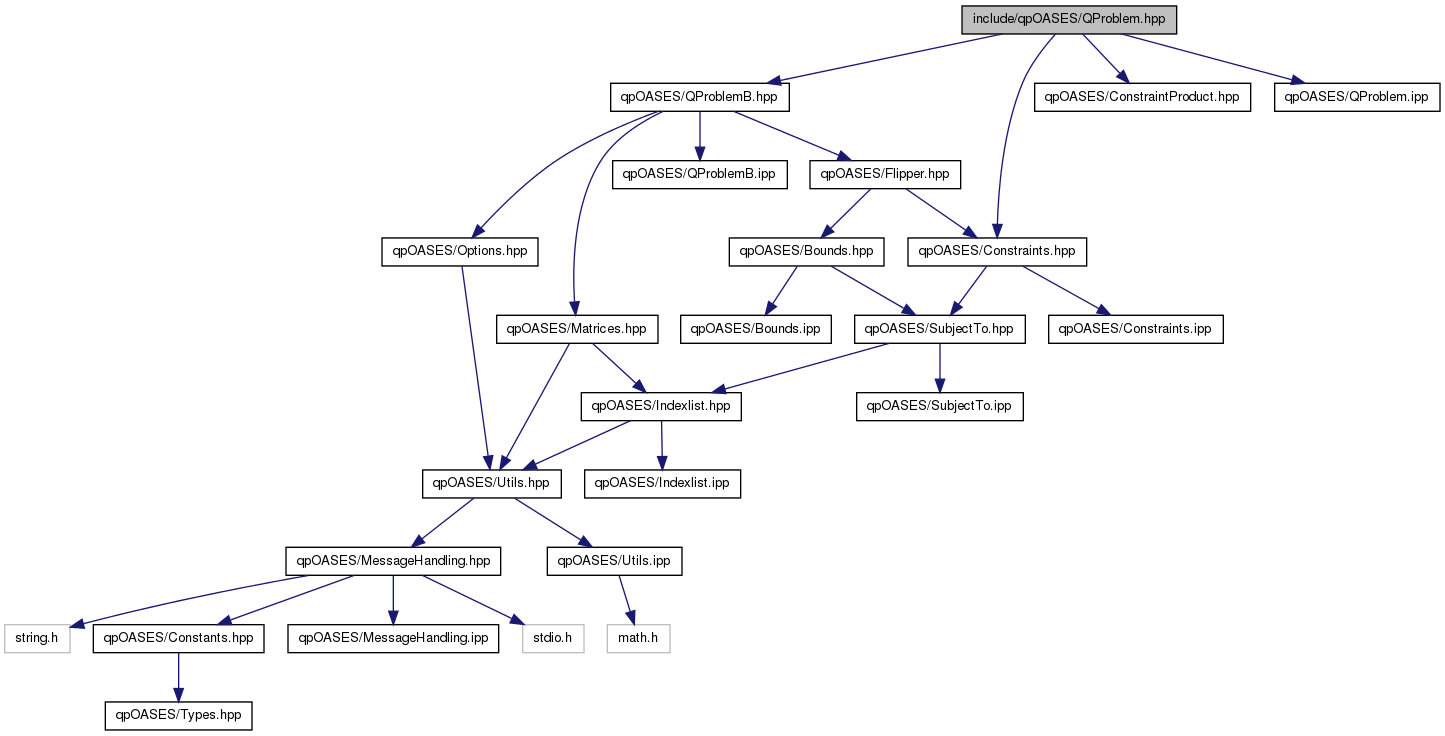 include/qpOASES/QProblem.hpp
qpOASES/QProblemB.hpp
qpOASES/ConstraintProduct.hpp
qpOASES/QProblem.ipp
qpOASES/QProblemB.ipp
qpOASES/Flipper.hpp
qpOASES/Options.hpp
qpOASES/Bounds.hpp
qpOASES/Constraints.hpp
qpOASES/Matrices.hpp
qpOASES/Bounds.ipp
qpOASES/SubjectTo.hpp
qpOASES/Constraints.ipp
qpOASES/Indexlist.hpp
qpOASES/SubjectTo.ipp
qpOASES/Utils.hpp
qpOASES/Indexlist.ipp
qpOASES/MessageHandling.hpp
qpOASES/Utils.ipp
string.h
qpOASES/Constants.hpp
qpOASES/MessageHandling.ipp
stdio.h
math.h
qpOASES/Types.hpp